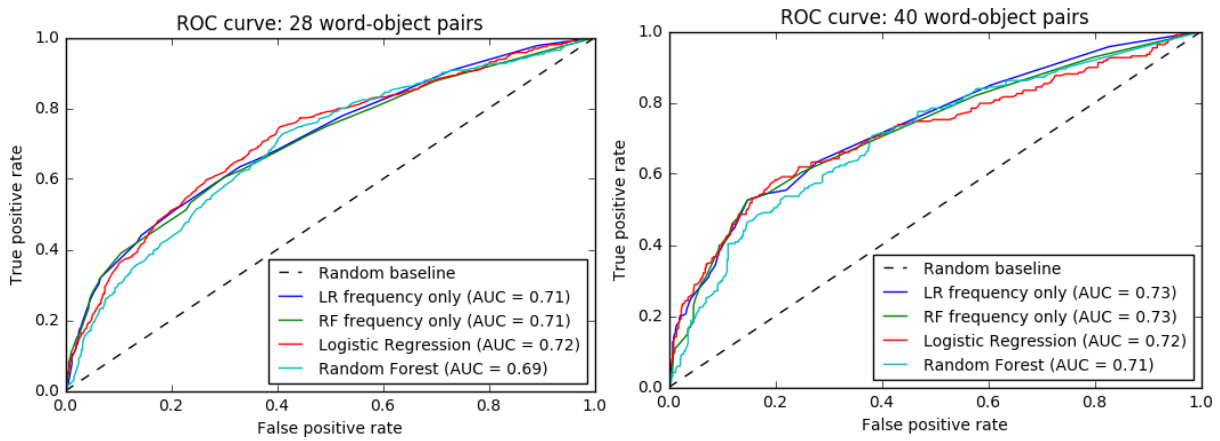 ROC curve: 28 word-object pairs
1.0
0.8
0.6
0.4
0.2
0.0
True positive rate
0.0 0.2 0.4 0.6 0.8 1.0
False positive rate
Random baseline
LR frequency only (AUC = 0.71)
RF frequency only (AUC = 0.71)
Logistic Regression (AUC = 0.72)
Random Forest (AUC = 0.69)
ROC curve: 40 word-object pairs
1.0
0.8
0.6
0.4
0.2
0.0
True positive rate
0.0 0.2 0.4 0.6 0.8 1.0
False positive rate
Random baseline
LR frequency only (AUC = 0.73)
RF frequency only (AUC = 0.73)
Logistic Regression (AUC = 0.72)
Random Forest (AUC = 0.71)